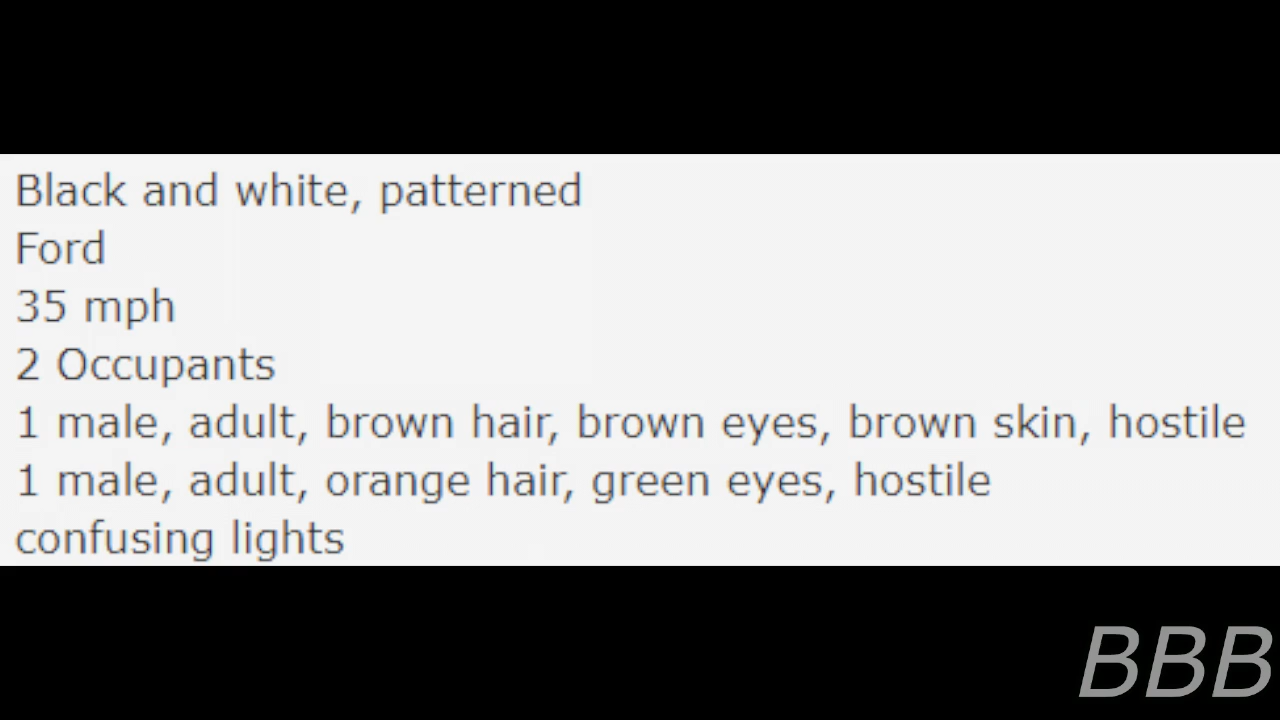 Black and white, patterned
Ford
35 mph
2 Occupants
1 male, adult, brown hair, brown eyes, brown skin, hostile
1 male, adult, orange hair, green eyes, hostile
confusing lights
BBB